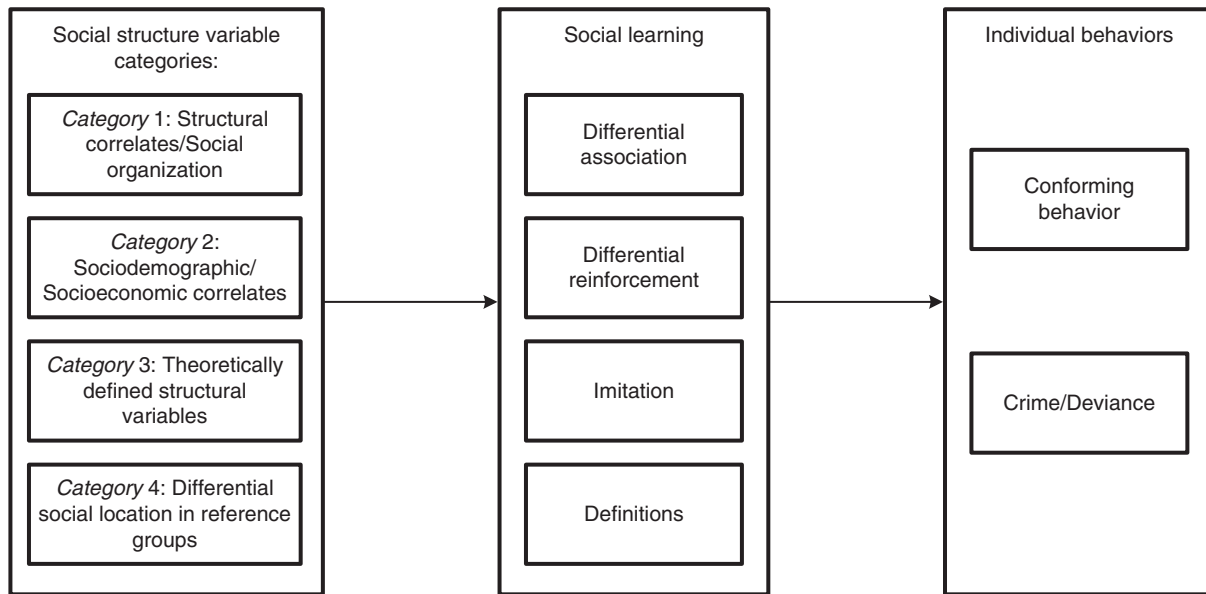 Social structure variable
categories:
Category 1: Structural
correlates/Social
organization
Category 2:
Sociodemographic/
Socioeconomic correlates
Category 3: Theoretically
defined structural
variables
Category 4: Differential
social location in reference
groups
Social learning
Differential
association
Differential
reinforcement
Imitation
Definitions
Individual behaviors
Conforming
behavior
Crime/Deviance